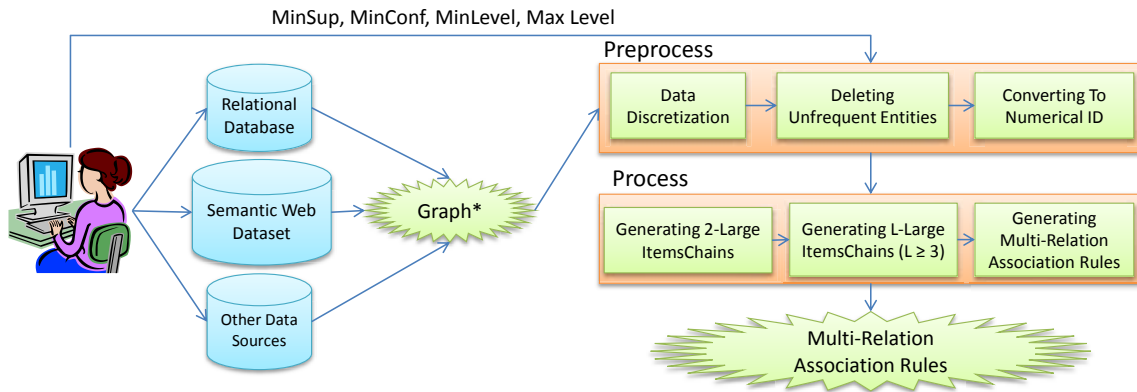 MinSup, MinConf, MinLevel, Max Level
Relational
Database
Semantic Web
Dataset
Other Data
Sources
Graph*
Preprocess
Data
Discretization
Deleting
Unfrequent Entities
Converting To
Numerical ID
Process
Generating 2-Large
ItemsChains
Generating L-Large
ItemsChains (L ≥ 3)
Generating
Multi-Relation
Association Rules
Multi-Relation
Association Rules